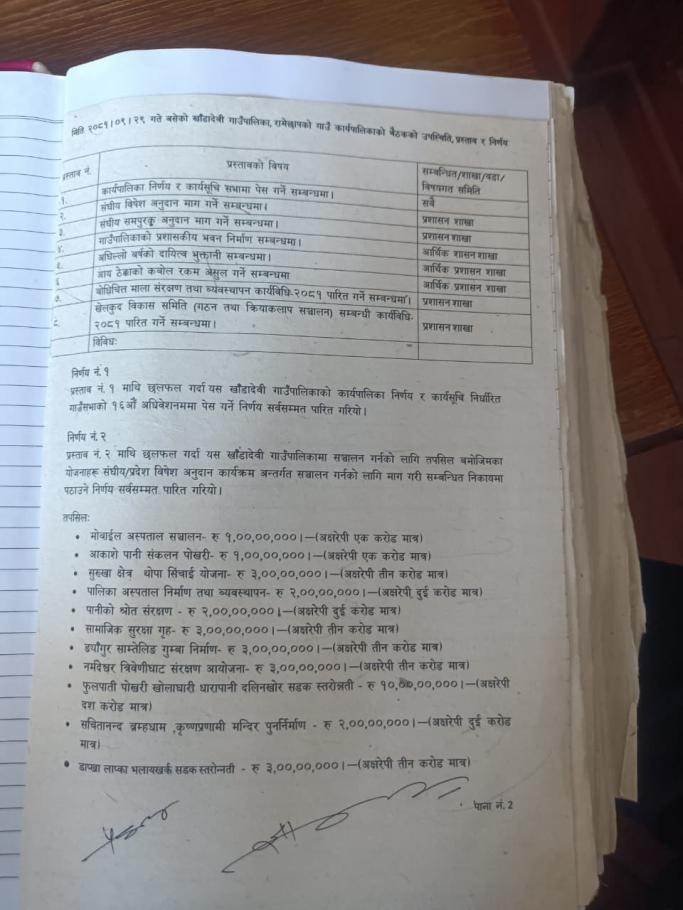 मिति २०८१।०९।२९ गते बसेको खाँडादेवी गाउँपालिका, रामेछापको गाउँ कार्यपालिकाको बैठकको उपस्थिति, प्रस्ताव र निर्णय
प्रस्ताव नं. प्रस्तावको विषय सम्बन्धित/शाखा/वडा/
विषयगत समिति
१. कार्यपालिका निर्णय र कार्यसूचि सभामा पेस गर्ने सम्बन्धमा। सबै
२. संघीय विषेश अनुदान माग गर्ने सम्बन्धमा। प्रशासन शाखा
३. संघीय समपुरक अनुदान माग गर्ने सम्बन्धमा। प्रशासन शाखा
४. गाउँपालिकाको प्रशासकीय भवन निर्माण सम्बन्धमा। आर्थिक शासन शाखा
५. अघिल्लो बर्षको दायित्व भुक्तानी सम्बन्धमा। आर्थिक प्रशासन शाखा
६ आय ठेक्काको कबोल रकम असुल गर्ने सम्बन्धमा आर्थिक प्रशासन शाखा
७. बोधिचित माला संरक्षण तथा व्यवस्थापन कार्यविधि-२०८१ पारित गर्ने सम्बन्धमा। प्रशासन शाखा
८. खेलकुद विकास समिति (गठन तथा क्रियाकलाप सञ्चालन) सम्बन्धी कार्यविधि-
२०८१ पारित गर्ने सम्बन्धमा। प्रशासन शाखा
विविधः
निर्णय नं. १
प्रस्ताव नं. १ माथि छलफल गर्दा यस खाँडादेवी गाउँपालिकाको कार्यपालिका निर्णय र कार्यसूचि निर्धारित
गाउँसभाको १६औं अधिवेशनममा पेस गर्ने निर्णय सर्वसम्मत पारित गरियो।
निर्णय नं. २
प्रस्ताव नं. २ माथि छलफल गर्दा यस खाँडादेवी गाउँपालिकामा सञ्चालन गर्नको लागि तपसिल बमोजिमका
योजनाहरू संघीय/प्रदेश विषेश अनुदान कार्यक्रम अन्तर्गत सञ्चालन गर्नको लागि माग गरी सम्बन्धित निकायमा
पठाउने निर्णय सर्वसम्मत पारित गरियो।
तपसिलः
• मोबाईल अस्पताल सञ्चालन- रु १,००,००,०००।—(अक्षरेपी एक करोड मात्र)
• आकाशे पानी संकलन पोखरी- रु १,००,००,०००।—(अक्षरेपी एक करोड मात्र)
• सुख्खा क्षेत्र थोपा सिंचाई योजना- रु ३,००,००,०००।—(अक्षरेपी तीन करोड मात्र)
• पालिका अस्पताल निर्माण तथा व्यवस्थापन- रु २,००,००,०००।—(अक्षरेपी दुई करोड मात्र)
• पानीको श्रोत संरक्षण - रु २,००,००,०००।—(अक्षरेपी दुई करोड मात्र)
• सामाजिक सुरक्षा गृह- रु ३,००,००,०००।—(अक्षरेपी तीन करोड मात्र)
• ड्याँगुर साम्तेलिङ गुम्बा निर्माण- रु ३,००,००,०००।—(अक्षरेपी तीन करोड मात्र)
• नर्मदेश्वर त्रिवेणीघाट संरक्षण आयोजना- रु ३,००,००,०००।—(अक्षरेपी तीन करोड मात्र)
• फुलपाती पोखरी खोलाघारी धारापानी दलिनखोर सडक स्तरोन्नती - रु १०,००,००,०००।—(अक्षरेपी
दश करोड मात्र)
• सचितानन्द ब्रम्हधाम ,कृष्णप्रणामी मन्दिर पुनर्निर्माण - रु २,००,००,०००।—(अक्षरेपी दुई करोड
मात्र)
• डाप्खा लाप्का भलायखर्क सडक स्तरोन्नती - रु ३,००,००,०००।—(अक्षरेपी तीन करोड मात्र)
पाना नं. 2